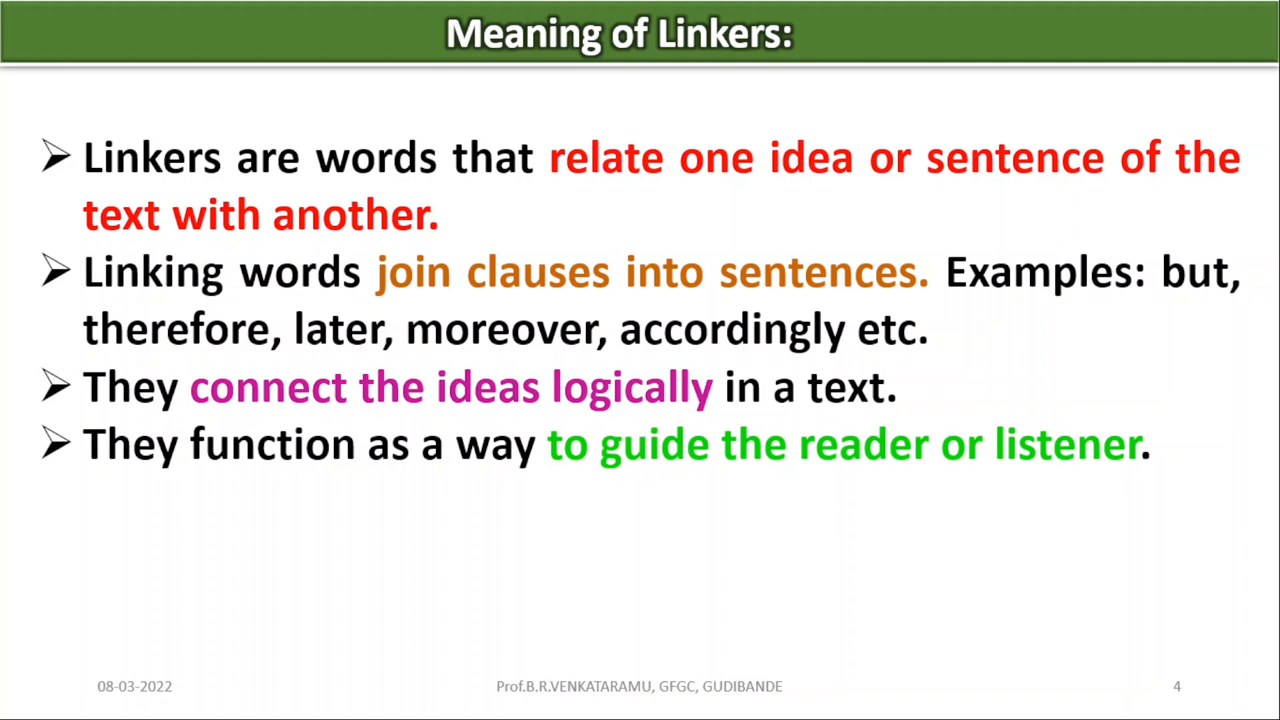 Meaning of Linkers:
➢ Linkers are words that relate one idea or sentence of the
text with another.
➢ Linking words join clauses into sentences. Examples: but,
therefore, later, moreover, accordingly etc.
➢ They connect the ideas logically in a text.
➢ They function as a way to guide the reader or listener.
08-03-2022 Prof.B.R.VENKATARAMU, GFGC, GUDIBANDE 4